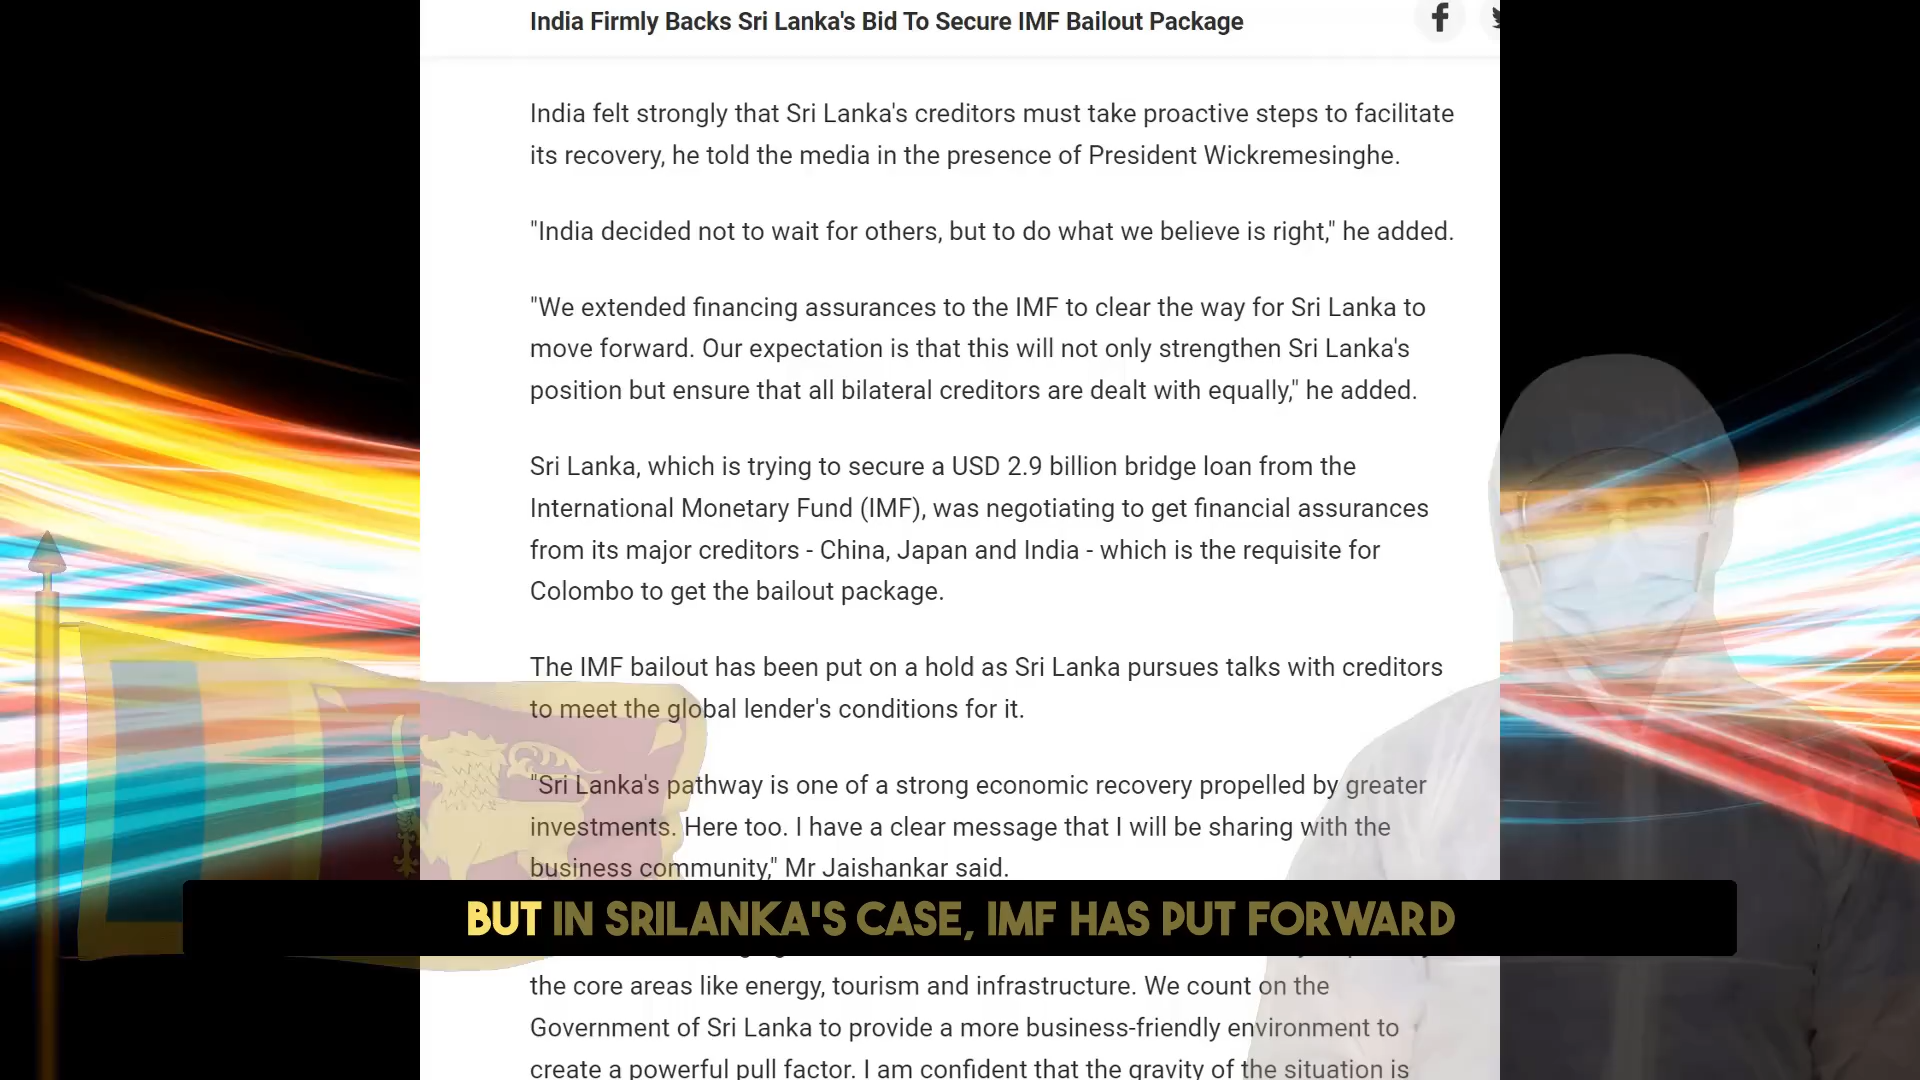 India Firmly Backs Sri Lanka's Bid To Secure IMF Bailout Package
India felt strongly that Sri Lanka's creditors must take proactive steps to facilitate
its recovery, he told the media in the presence of President Wickremesinghe.
"India decided not to wait for others, but to do what we believe is right," he added.
"We extended financing assurances to the IMF to clear the way for Sri Lanka to
move forward. Our expectation is that this will not only strengthen Sri Lanka's
position but ensure that all bilateral creditors are dealt with equally," he added.
Sri Lanka, which is trying to secure a USD 2.9 billion bridge loan from the
International Monetary Fund (IMF), was negotiating to get financial assurances
from its major creditors - China, Japan and India - which is the requisite for
Colombo to get the bailout package.
The IMF bailout has been put on a hold as Sri Lanka pursues talks with creditors
to meet the global lender's conditions for it.
"Sri Lanka's pathway is one of a strong economic recovery propelled by greater
investments. Here too. I have a clear message that I will be sharing with the
business community," Mr Jaishankar said.
BUT IN SRILANKA'S CASE, IMF HAS PUT FORWARD
the core areas like energy, tourism and infrastructure. We count on the
Government of Sri Lanka to provide a more business-friendly environment to
create a powerful pull factor. I am confident that the gravity of the situation is